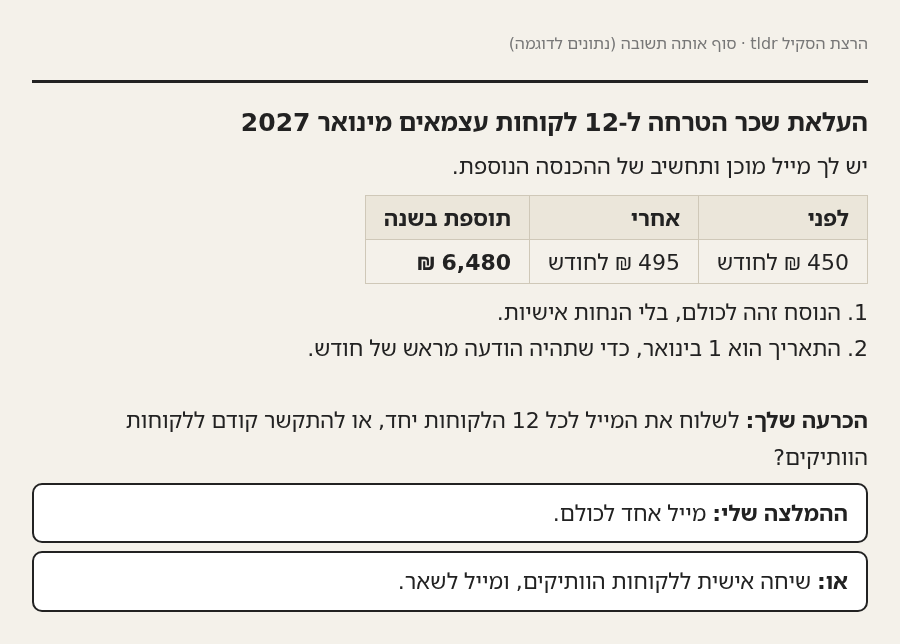 הרצת הסקיל tldr · סוף אותה תשובה (נתונים לדוגמה)
העלאת שכר הטרחה ל-12 לקוחות עצמאים מינואר 2027
יש לך מייל מוכן ותחשיב של ההכנסה הנוספת.
לפני אחרי תוספת בשנה
450 ₪ לחודש 495 ₪ לחודש 6,480 ₪
1. הנוסח זהה לכולם, בלי הנחות אישיות.
2. התאריך הוא 1 בינואר, כדי שתהיה הודעה מראש של חודש.
הכרעה שלך: לשלוח את המייל לכל 12 הלקוחות יחד, או להתקשר קודם ללקוחות
הוותיקים?
ההמלצה שלי: מייל אחד לכולם.
או: שיחה אישית ללקוחות הוותיקים, ומייל לשאר.